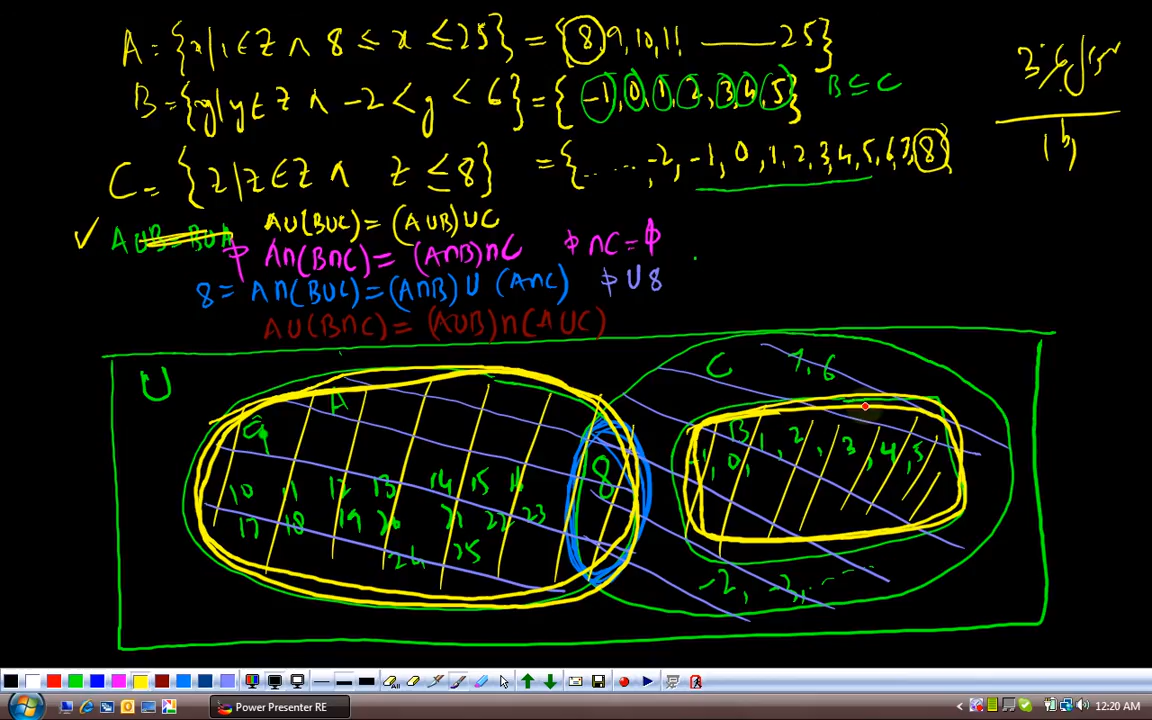 A = {x|x∈Z ∧ 8 ≤ x ≤ 25} = {8, 9, 10, 11 —— 25}
B = {y|y∈Z ∧ -2 < y < 6} = {-1, 0, 1, 2, 3, 4, 5} B ⊆ C
C = {z|z∈Z ∧ z ≤ 8} = {......, -2, -1, 0, 1, 2, 3, 4, 5, 6, 7, 8}
✓ A∪B = B∪A A∪(B∪C) = (A∪B)∪C
φ A∩(B∩C) = (A∩B)∩C φ∩C = φ
8 = A∩(B∪C) = (A∩B)∪(A∩C) φ∪8
A∪(B∩C) = (A∪B)∩(A∪C)
U A C 7, 6
9 8 B
-1, 0, 1, 2, 3, 4, 5
10 11 12 13 14 15 16
17 18 19 20 21 22 23
24 25
-2, -3, ......
Power Presenter RE
12:20 AM